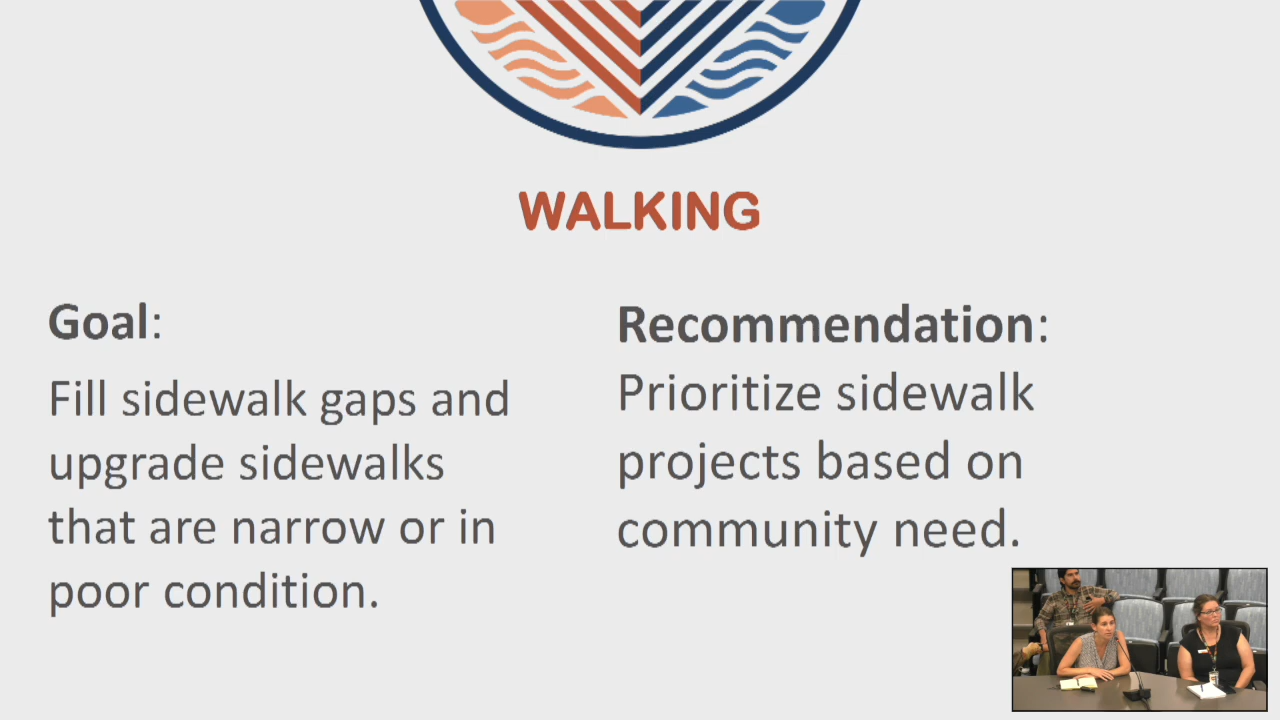 WALKING
Goal:
Fill sidewalk gaps and
upgrade sidewalks
that are narrow or in
poor condition.
Recommendation:
Prioritize sidewalk
projects based on
community need.